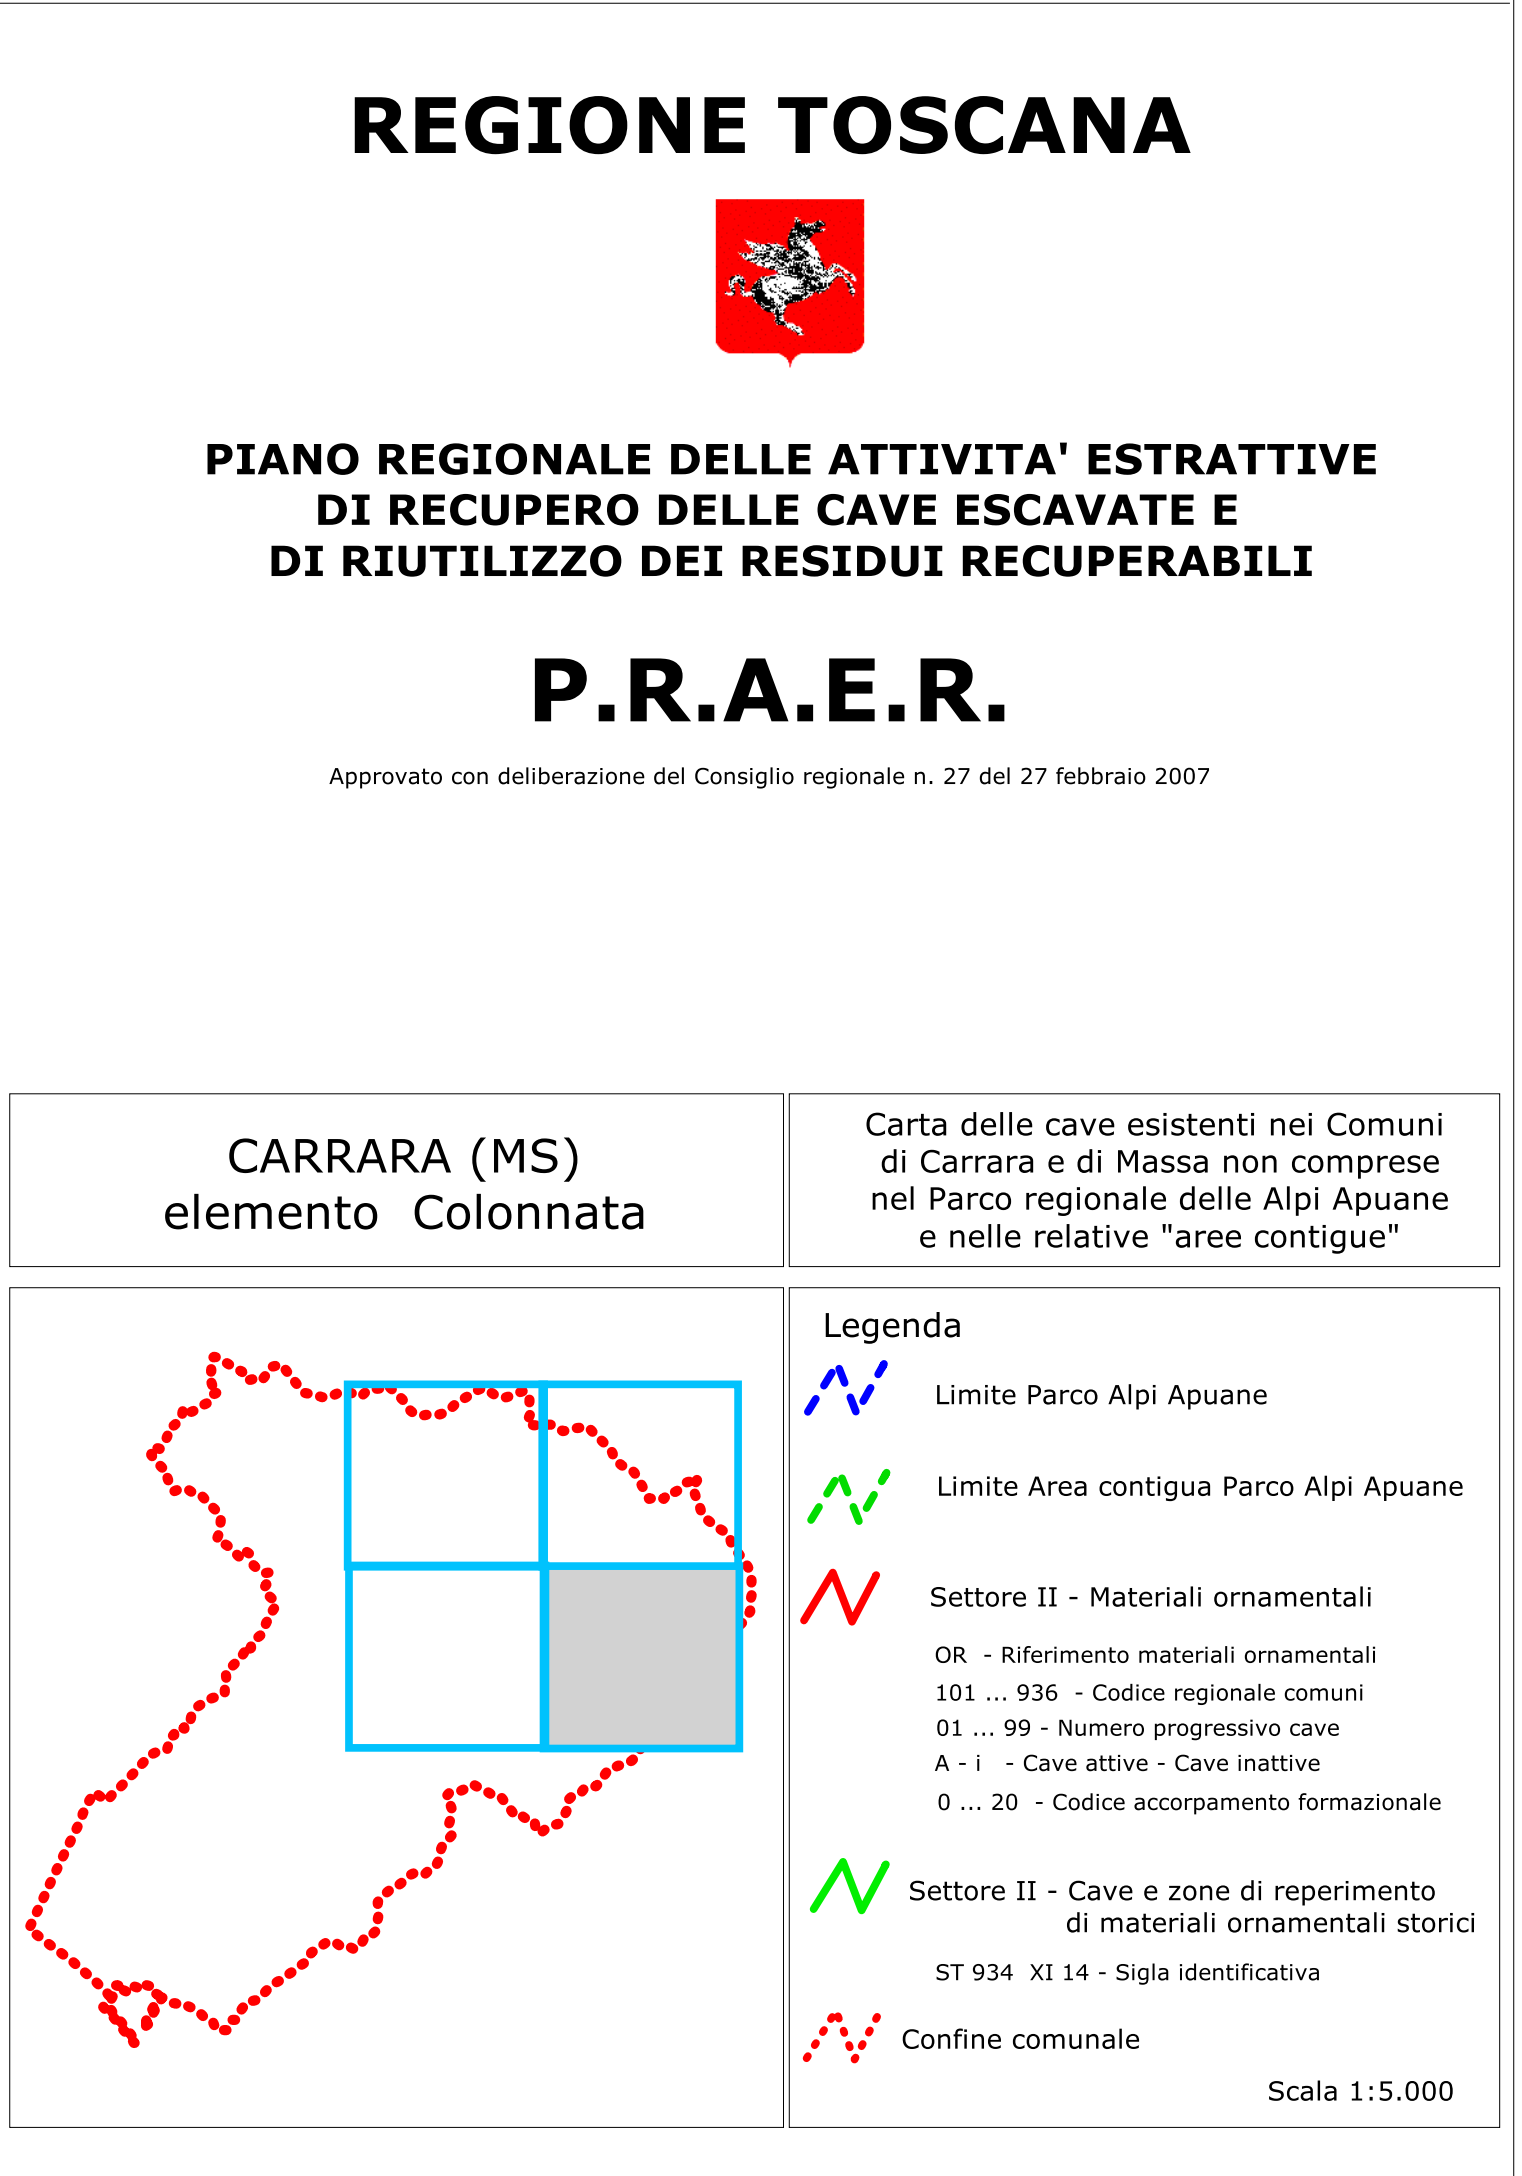 REGIONE TOSCANA
PIANO REGIONALE DELLE ATTIVITA' ESTRATTIVE
DI RECUPERO DELLE CAVE ESCAVATE E
DI RIUTILIZZO DEI RESIDUI RECUPERABILI
P.R.A.E.R.
Approvato con deliberazione del Consiglio regionale n. 27 del 27 febbraio 2007
CARRARA (MS)
elemento Colonnata
Carta delle cave esistenti nei Comuni
di Carrara e di Massa non comprese
nel Parco regionale delle Alpi Apuane
e nelle relative "aree contigue"
Legenda
Limite Parco Alpi Apuane
Limite Area contigua Parco Alpi Apuane
Settore II - Materiali ornamentali
OR - Riferimento materiali ornamentali
101 ... 936 - Codice regionale comuni
01 ... 99 - Numero progressivo cave
A - i - Cave attive - Cave inattive
0 ... 20 - Codice accorpamento formazionale
Settore II - Cave e zone di reperimento
di materiali ornamentali storici
ST 934 XI 14 - Sigla identificativa
Confine comunale
Scala 1:5.000